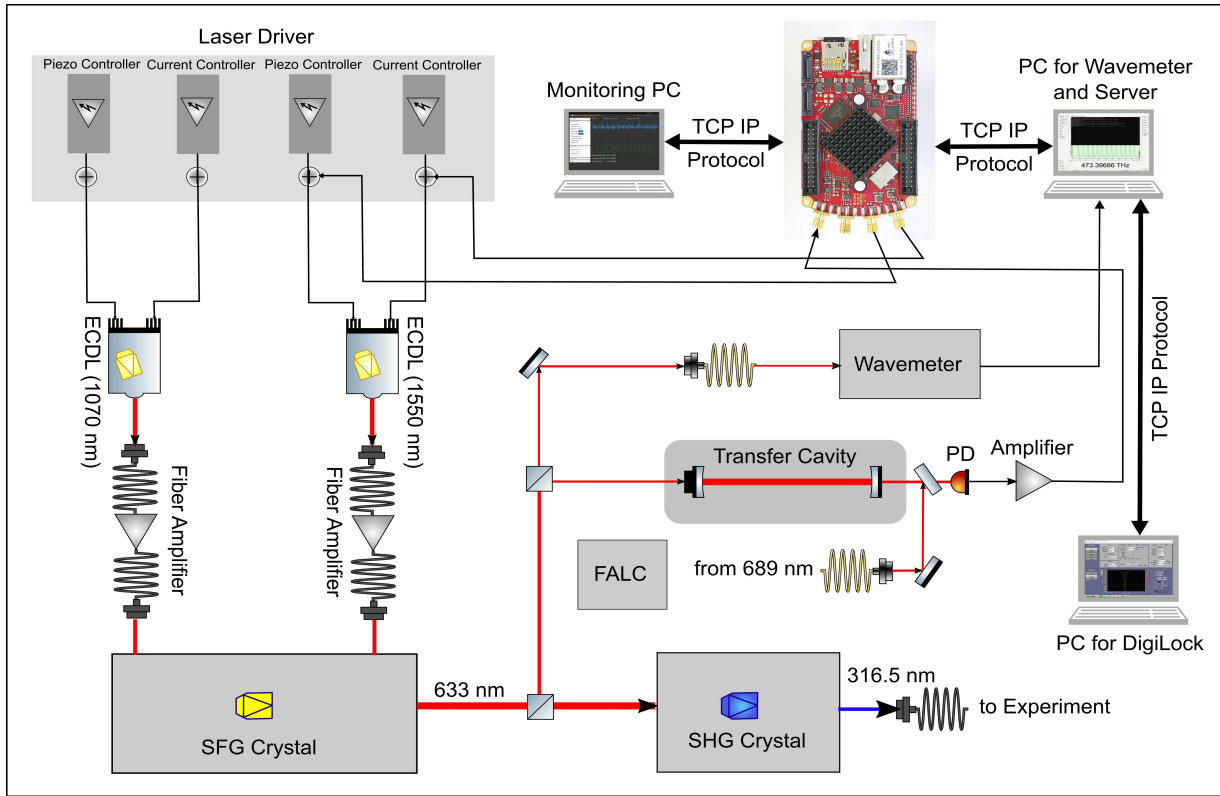 Laser Driver
Piezo Controller
Current Controller
Piezo Controller
Current Controller
Monitoring PC
TCP IP
Protocol
TCP IP
Protocol
PC for Wavemeter
and Server
473.39686 THz
ECDL (1070 nm)
ECDL (1550 nm)
Fiber Amplifier
Fiber Amplifier
Wavemeter
TCP IP Protocol
Transfer Cavity
PD
Amplifier
FALC
from 689 nm
PC for DigiLock
633 nm
316.5 nm
to Experiment
SFG Crystal
SHG Crystal